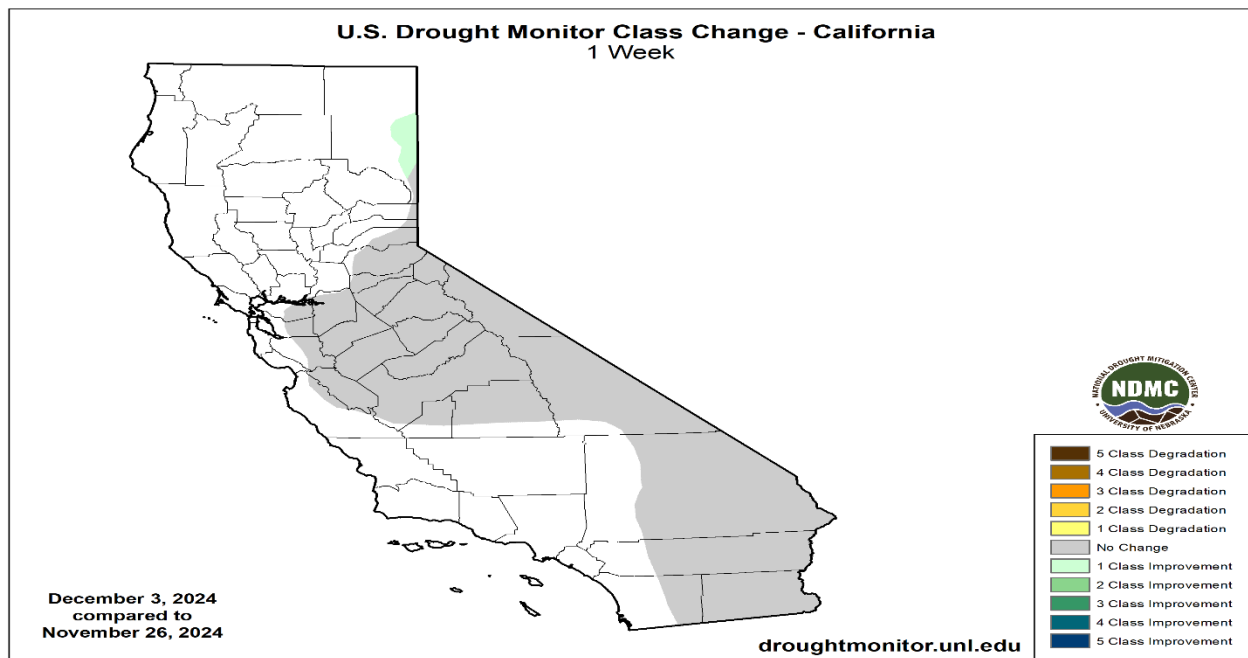 U.S. Drought Monitor Class Change - California
1 Week
NATIONAL DROUGHT MITIGATION CENTER
NDMC
UNIVERSITY OF NEBRASKA
5 Class Degradation
4 Class Degradation
3 Class Degradation
2 Class Degradation
1 Class Degradation
No Change
1 Class Improvement
2 Class Improvement
3 Class Improvement
4 Class Improvement
5 Class Improvement
December 3, 2024
compared to
November 26, 2024
droughtmonitor.unl.edu